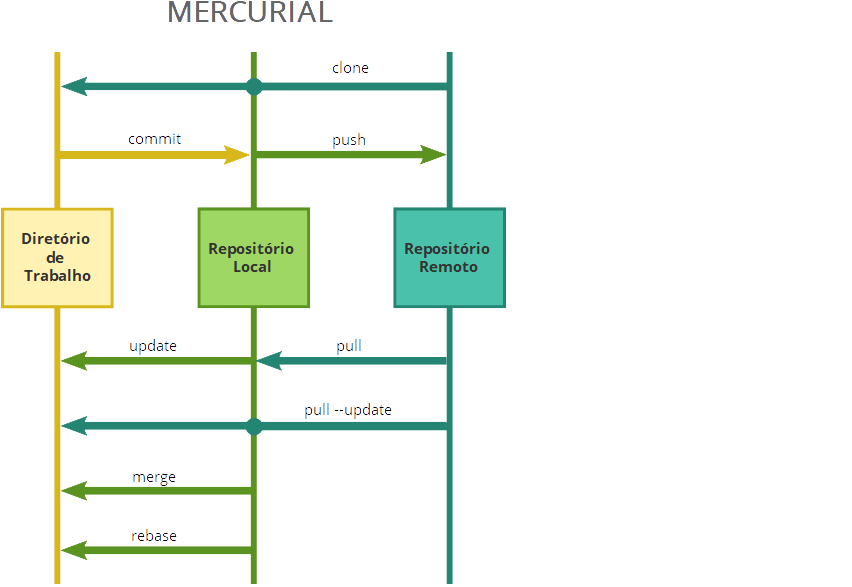 MERCURIAL
clone
commit
push
Diretório
de
Trabalho
Repositório
Local
Repositório
Remoto
update
pull
pull --update
merge
rebase